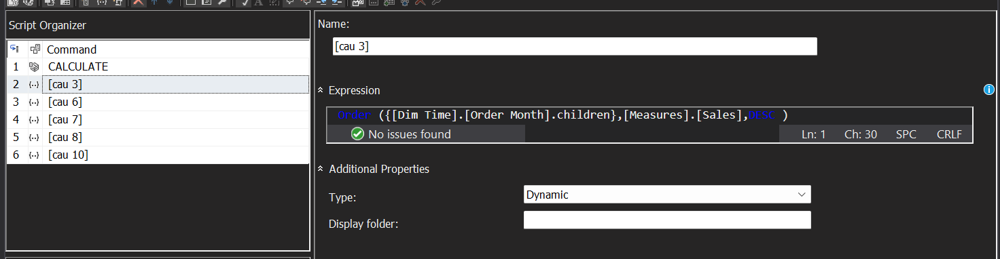 Script Organizer
Command
1 CALCULATE
2 [cau 3]
3 [cau 6]
4 [cau 7]
5 [cau 8]
6 [cau 10]
Name:
[cau 3]
Expression
Order ({[Dim Time].[Order Month].children},[Measures].[Sales],DESC )
No issues found
Ln: 1 Ch: 30 SPC CRLF
Additional Properties
Type:
Dynamic
Display folder: